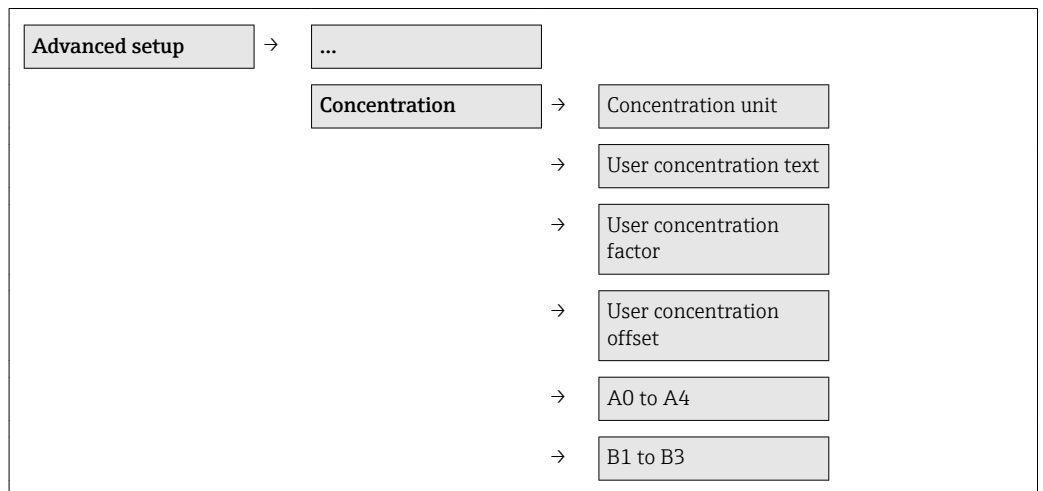 Advanced setup → ...
Concentration → Concentration unit
→ User concentration text
→ User concentration
factor
→ User concentration
offset
→ A0 to A4
→ B1 to B3